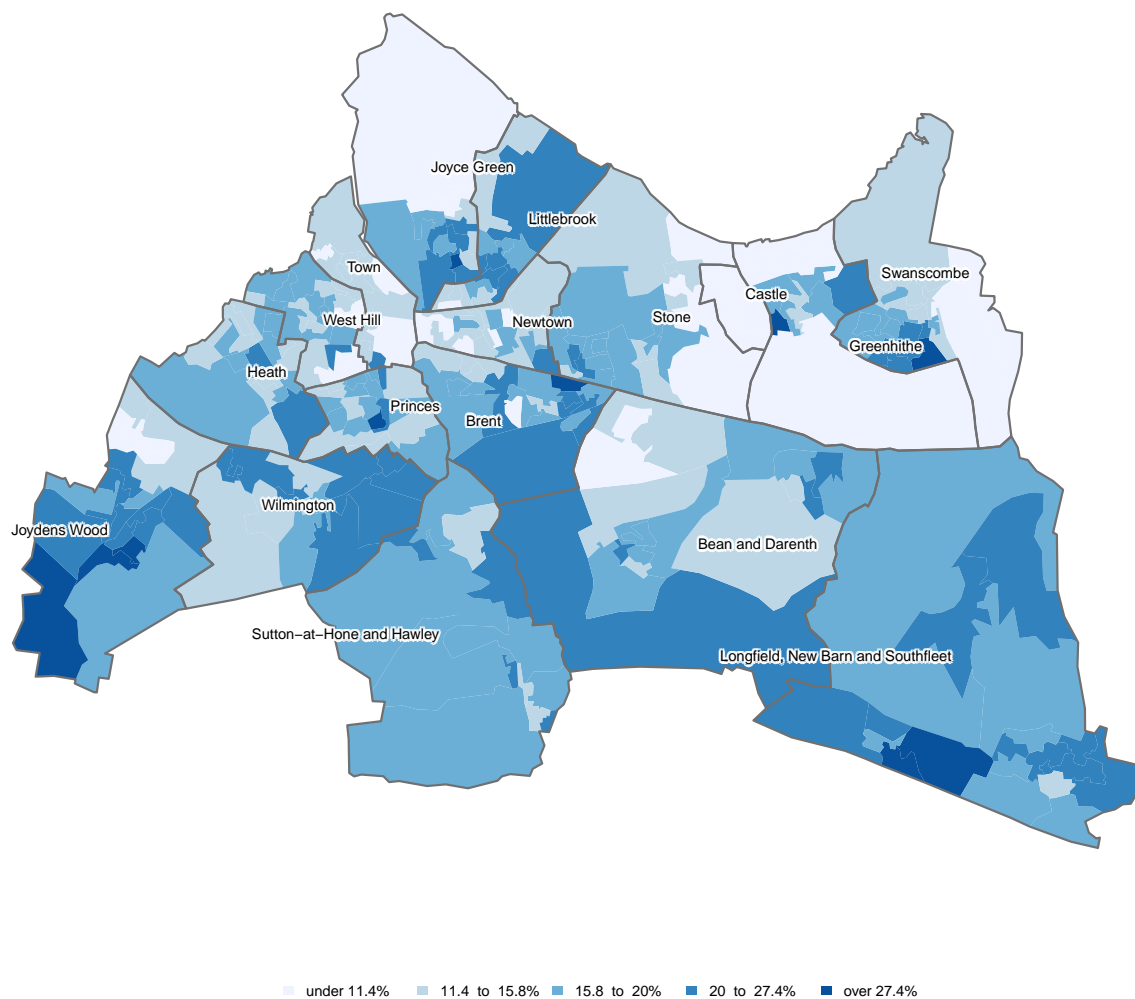 Joyce Green
Littlebrook
Town
Swanscombe
Castle
West Hill
Newtown
Stone
Greenhithe
Heath
Princes
Brent
Wilmington
Joydens Wood
Bean and Darenth
Sutton−at−Hone and Hawley
Longfield, New Barn and Southfleet
under 11.4% 11.4 to 15.8% 15.8 to 20% 20 to 27.4% over 27.4%